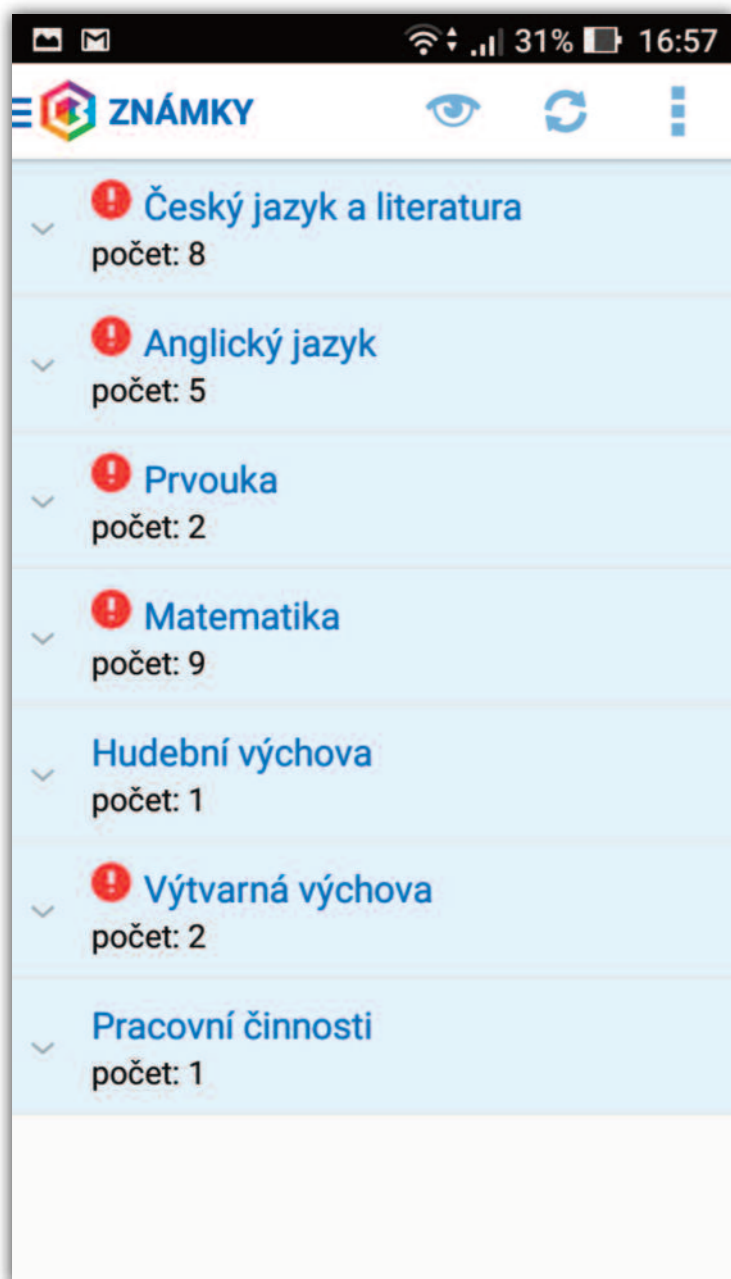 31% 16:57
ZNÁMKY
Český jazyk a literatura
počet: 8
Anglický jazyk
počet: 5
Prvouka
počet: 2
Matematika
počet: 9
Hudební výchova
počet: 1
Výtvarná výchova
počet: 2
Pracovní činnosti
počet: 1